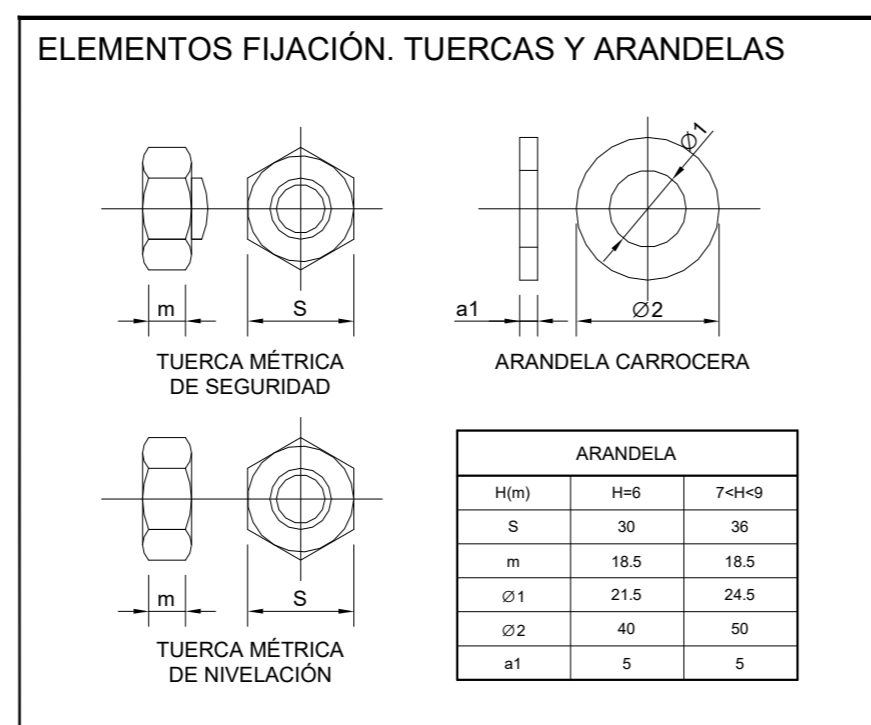 ELEMENTOS FIJACIÓN. TUERCAS Y ARANDELAS
m
S
TUERCA MÉTRICA
DE SEGURIDAD
a1
Ø1
Ø2
ARANDELA CARROCERA
m
S
TUERCA MÉTRICA
DE NIVELACIÓN
ARANDELA
H(m) H=6 7<H<9
S 30 36
m 18.5 18.5
Ø1 21.5 24.5
Ø2 40 50
a1 5 5